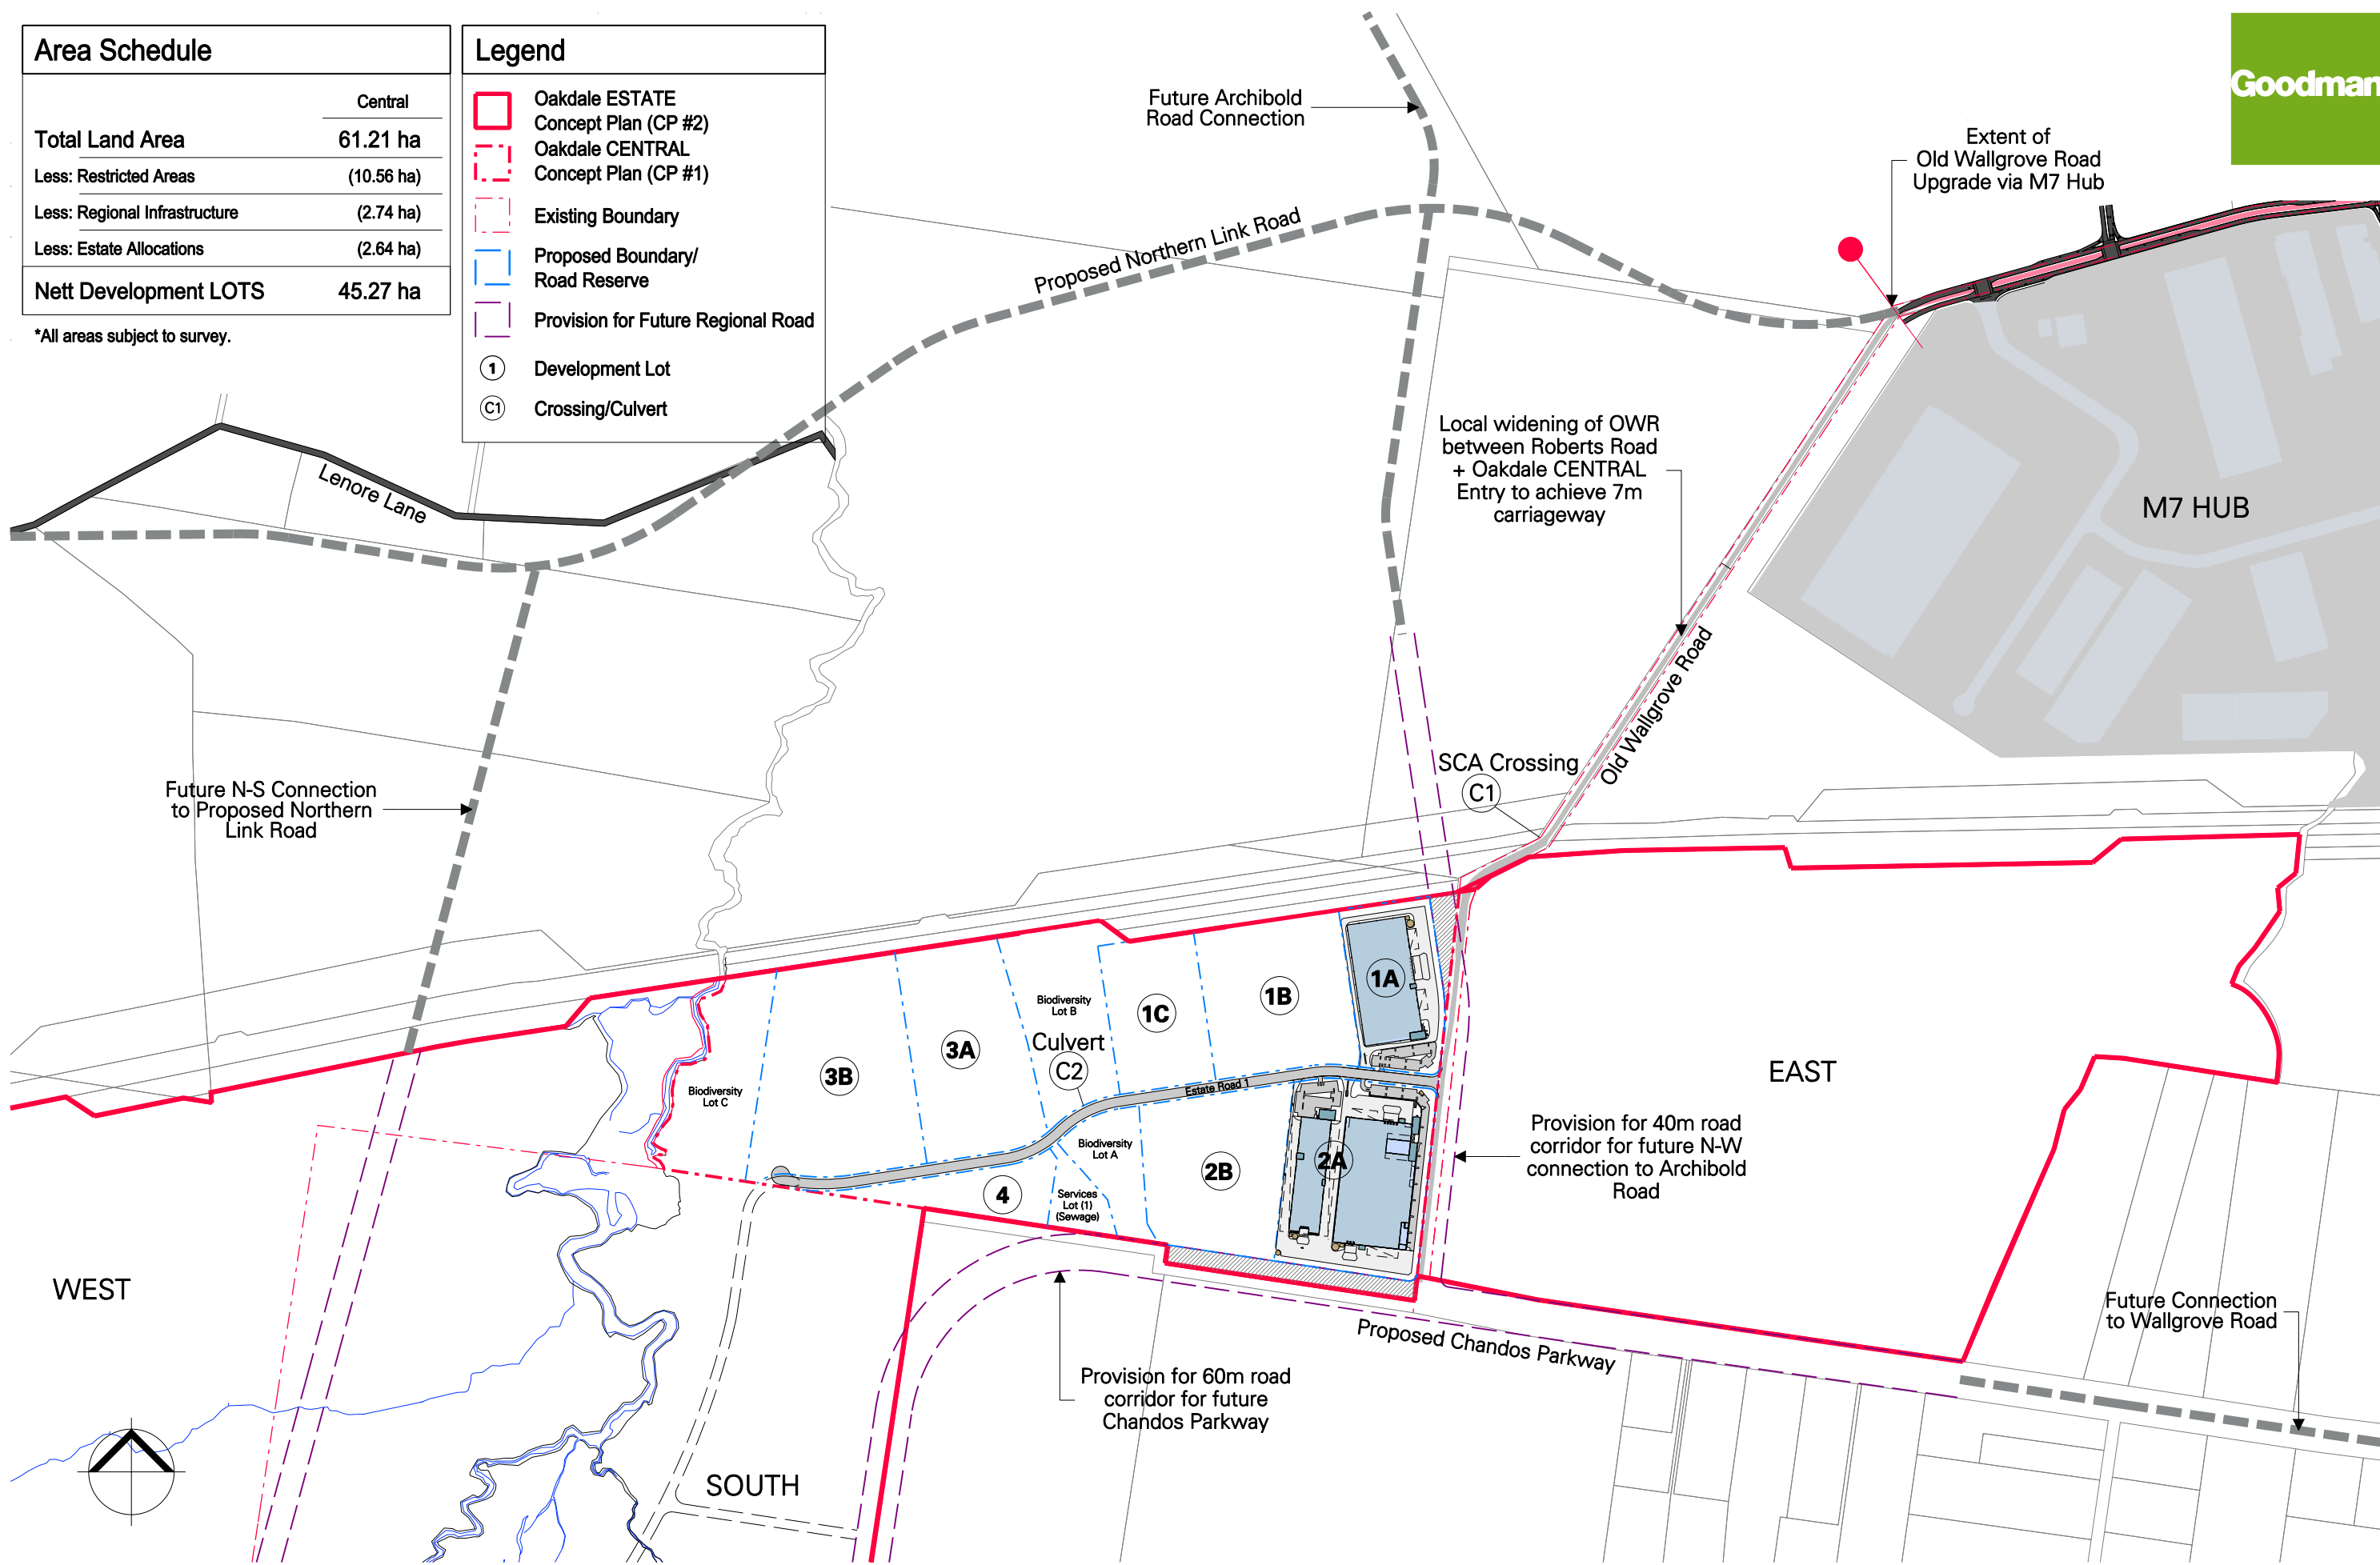 Area Schedule
Central
Total Land Area 61.21 ha
Less: Restricted Areas (10.56 ha)
Less: Regional Infrastructure (2.74 ha)
Less: Estate Allocations (2.64 ha)
Nett Development LOTS 45.27 ha
*All areas subject to survey.
Legend
Oakdale ESTATE
Concept Plan (CP #2)
Oakdale CENTRAL
Concept Plan (CP #1)
Existing Boundary
Proposed Boundary/
Road Reserve
Provision for Future Regional Road
1 Development Lot
C1 Crossing/Culvert
Goodman
Future Archibold
Road Connection
Extent of
Old Wallgrove Road
Upgrade via M7 Hub
Proposed Northern Link Road
Lenore Lane
Local widening of OWR
between Roberts Road
+ Oakdale CENTRAL
Entry to achieve 7m
carriageway
M7 HUB
Old Wallgrove Road
SCA Crossing
C1
Future N-S Connection
to Proposed Northern
Link Road
1A
1B
1C
Biodiversity
Lot B
Culvert
C2
3A
3B
Biodiversity
Lot C
Estate Road 1
EAST
Biodiversity
Lot A
2A
2B
4
Services
Lot (1)
(Sewage)
Provision for 40m road
corridor for future N-W
connection to Archibold
Road
WEST
Future Connection
to Wallgrove Road
Proposed Chandos Parkway
Provision for 60m road
corridor for future
Chandos Parkway
SOUTH